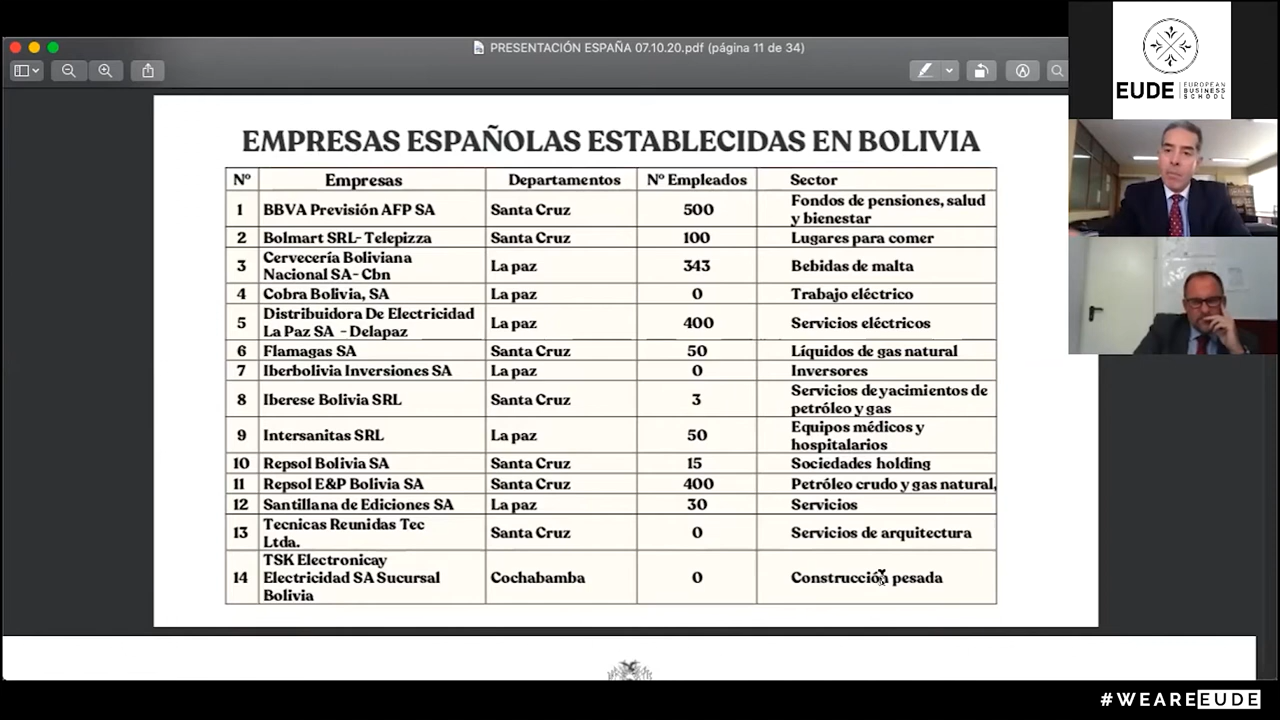 PRESENTACIÓN ESPAÑA 07.10.20.pdf (página 11 de 34)
EUDE EUROPEAN BUSINESS SCHOOL
EMPRESAS ESPAÑOLAS ESTABLECIDAS EN BOLIVIA
Nº Empresas Departamentos Nº Empleados Sector
1 BBVA Previsión AFP SA Santa Cruz 500 Fondos de pensiones, salud y bienestar
2 Bolmart SRL- Telepizza Santa Cruz 100 Lugares para comer
3 Cervecería Boliviana Nacional SA- Cbn La paz 343 Bebidas de malta
4 Cobra Bolivia, SA La paz 0 Trabajo eléctrico
5 Distribuidora De Electricidad La Paz SA - Delapaz La paz 400 Servicios eléctricos
6 Flamagas SA Santa Cruz 50 Líquidos de gas natural
7 Iberbolivia Inversiones SA La paz 0 Inversores
8 Iberese Bolivia SRL Santa Cruz 3 Servicios de yacimientos de petróleo y gas
9 Intersanitas SRL La paz 50 Equipos médicos y hospitalarios
10 Repsol Bolivia SA Santa Cruz 15 Sociedades holding
11 Repsol E&P Bolivia SA Santa Cruz 400 Petróleo crudo y gas natural,
12 Santillana de Ediciones SA La paz 30 Servicios
13 Tecnicas Reunidas Tec Ltda. Santa Cruz 0 Servicios de arquitectura
14 TSK Electronicay Electricidad SA Sucursal Bolivia Cochabamba 0 Construcción pesada
#WEAREEUDE